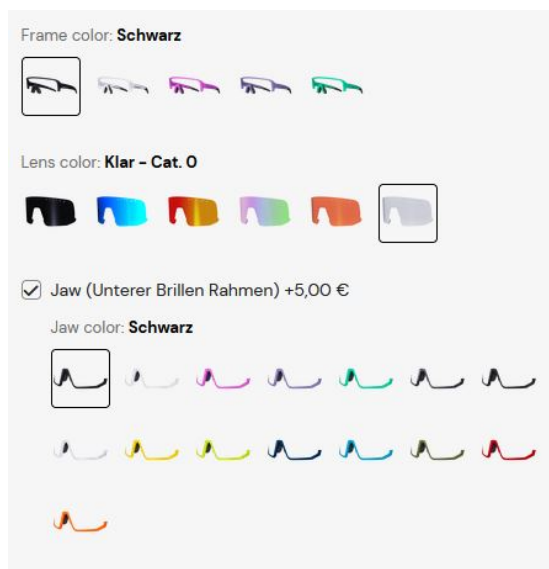 Frame color: Schwarz
Lens color: Klar – Cat. 0
Jaw (Unterer Brillen Rahmen) +5,00 €
Jaw color: Schwarz